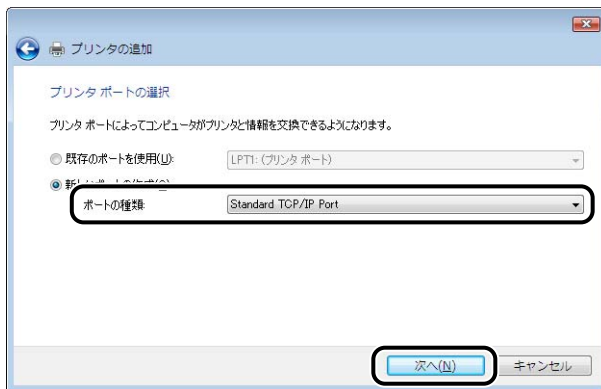 プリンタの追加
プリンタ ポートの選択
プリンタ ポートによってコンピュータがプリンタと情報を交換できるようになります。
既存のポートを使用(U): LPT1: (プリンタ ポート)
ポートの種類: Standard TCP/IP Port
次へ(N) キャンセル